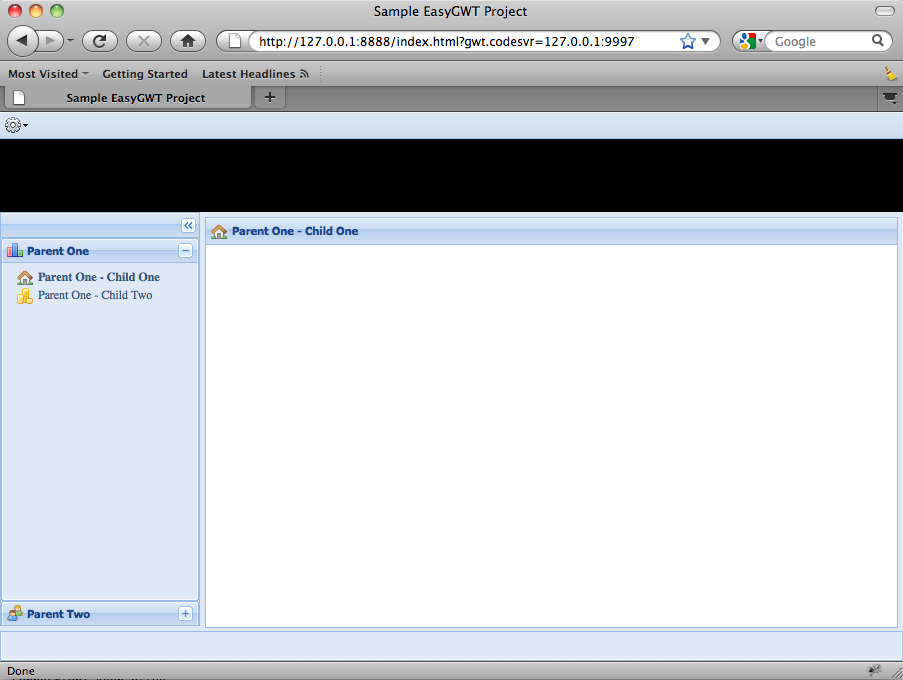 Sample EasyGWT Project
http://127.0.0.1:8888/index.html?gwt.codesvr=127.0.0.1:9997
Google
Most Visited Getting Started Latest Headlines
Sample EasyGWT Project
Parent One - Child One
Parent One
Parent One - Child One
Parent One - Child Two
Parent Two
Done